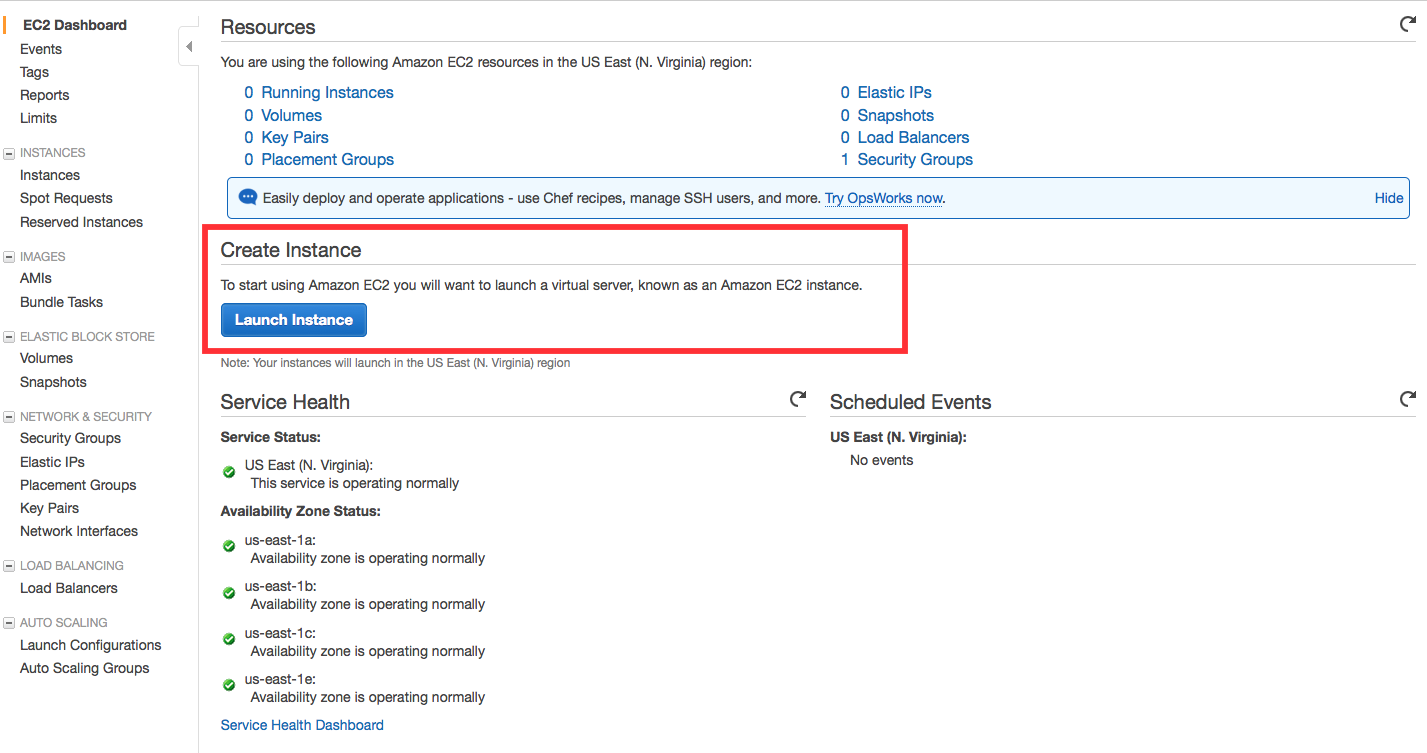 EC2 Dashboard
Events
Tags
Reports
Limits
INSTANCES
Instances
Spot Requests
Reserved Instances
IMAGES
AMIs
Bundle Tasks
ELASTIC BLOCK STORE
Volumes
Snapshots
NETWORK & SECURITY
Security Groups
Elastic IPs
Placement Groups
Key Pairs
Network Interfaces
LOAD BALANCING
Load Balancers
AUTO SCALING
Launch Configurations
Auto Scaling Groups
Resources
You are using the following Amazon EC2 resources in the US East (N. Virginia) region:
0 Running Instances
0 Volumes
0 Key Pairs
0 Placement Groups
0 Elastic IPs
0 Snapshots
0 Load Balancers
1 Security Groups
Easily deploy and operate applications - use Chef recipes, manage SSH users, and more. Try OpsWorks now. Hide
Create Instance
To start using Amazon EC2 you will want to launch a virtual server, known as an Amazon EC2 instance.
Launch Instance
Note: Your instances will launch in the US East (N. Virginia) region
Service Health
Service Status:
US East (N. Virginia):
This service is operating normally
Availability Zone Status:
us-east-1a:
Availability zone is operating normally
us-east-1b:
Availability zone is operating normally
us-east-1c:
Availability zone is operating normally
us-east-1e:
Availability zone is operating normally
Service Health Dashboard
Scheduled Events
US East (N. Virginia):
No events